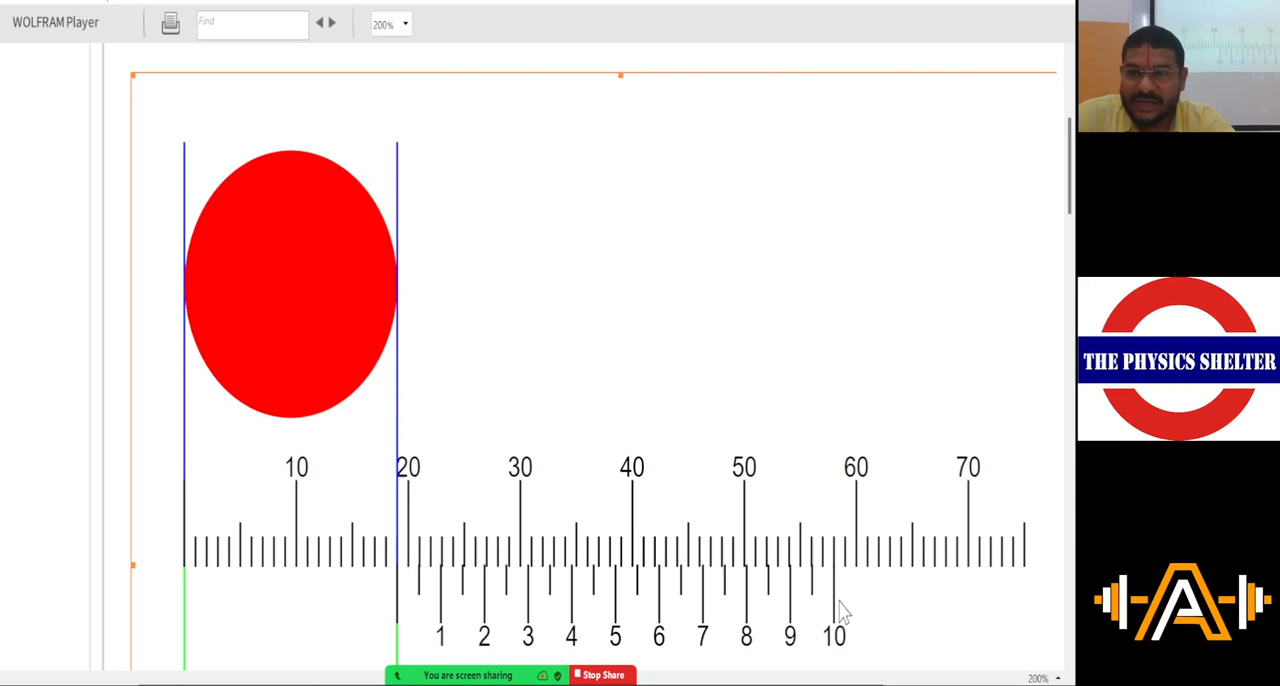 WOLFRAM Player
Find
200%
THE PHYSICS SHELTER
10 20 30 40 50 60 70
1 2 3 4 5 6 7 8 9 10
You are screen sharing
Stop Share
200%